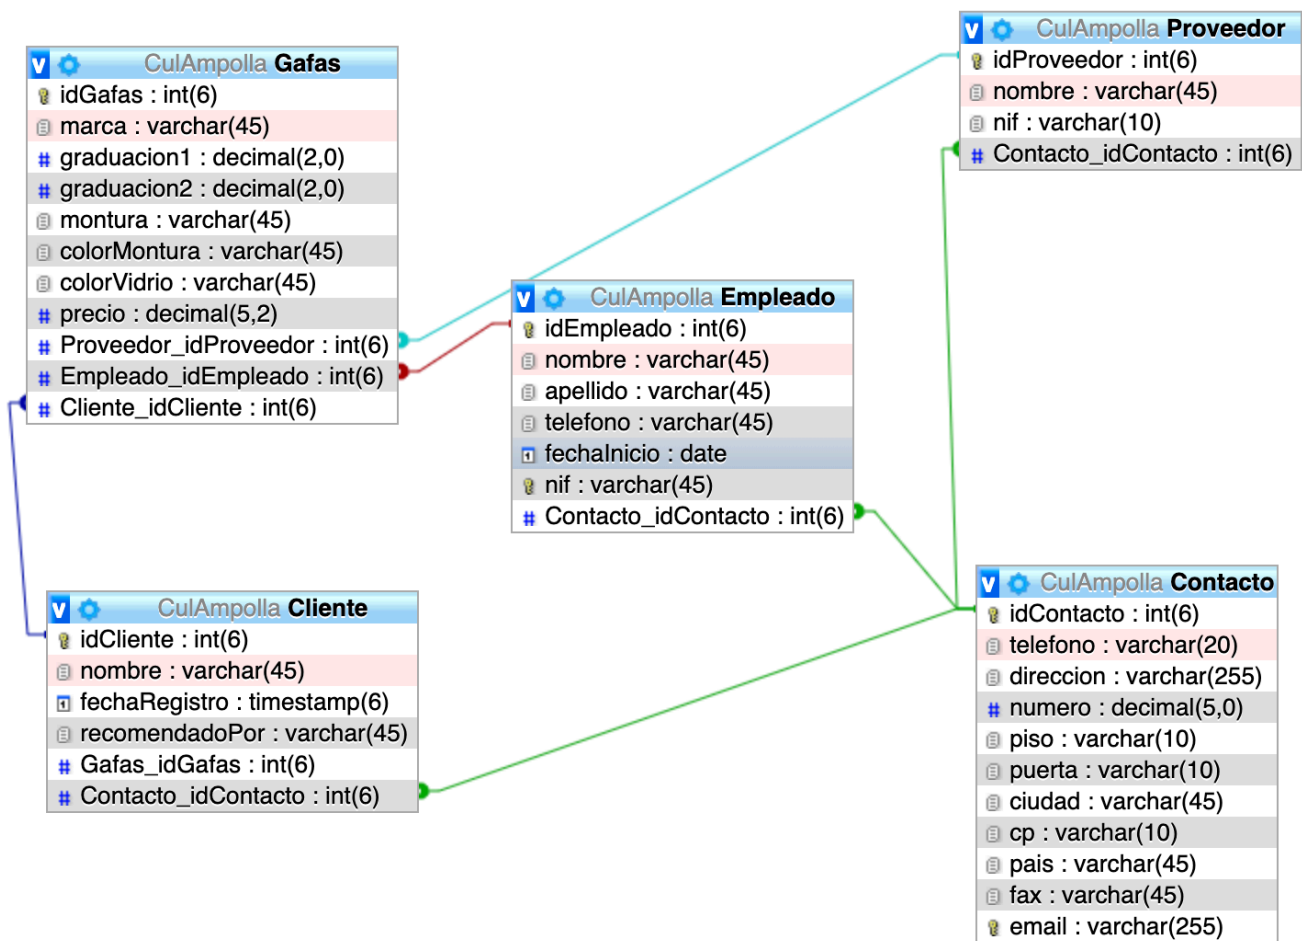 CulAmpolla Gafas
idGafas : int(6)
marca : varchar(45)
graduacion1 : decimal(2,0)
graduacion2 : decimal(2,0)
montura : varchar(45)
colorMontura : varchar(45)
colorVidrio : varchar(45)
precio : decimal(5,2)
Proveedor_idProveedor : int(6)
Empleado_idEmpleado : int(6)
Cliente_idCliente : int(6)
CulAmpolla Proveedor
idProveedor : int(6)
nombre : varchar(45)
nif : varchar(10)
Contacto_idContacto : int(6)
CulAmpolla Empleado
idEmpleado : int(6)
nombre : varchar(45)
apellido : varchar(45)
telefono : varchar(45)
fechaInicio : date
nif : varchar(45)
Contacto_idContacto : int(6)
CulAmpolla Cliente
idCliente : int(6)
nombre : varchar(45)
fechaRegistro : timestamp(6)
recomendadoPor : varchar(45)
Gafas_idGafas : int(6)
Contacto_idContacto : int(6)
CulAmpolla Contacto
idContacto : int(6)
telefono : varchar(20)
direccion : varchar(255)
numero : decimal(5,0)
piso : varchar(10)
puerta : varchar(10)
ciudad : varchar(45)
cp : varchar(10)
pais : varchar(45)
fax : varchar(45)
email : varchar(255)